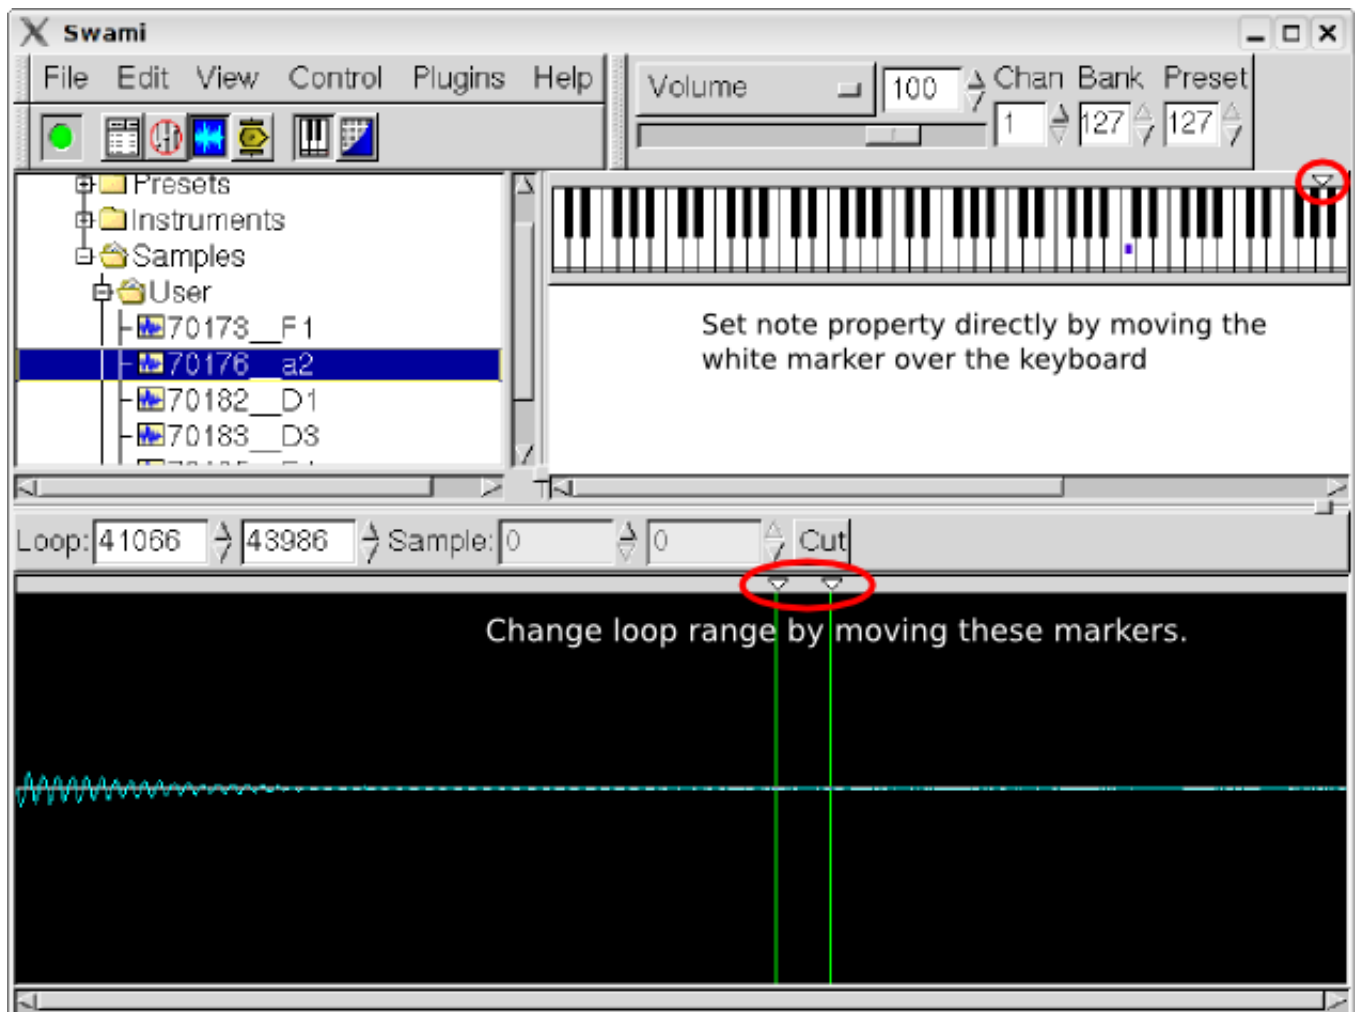 Swami
File Edit View Control Plugins Help
Volume 100 Chan Bank Preset
1 127 127
Presets
Instruments
Samples
User
70173__F1
70176__a2
70182__D1
70183__D3
Set note property directly by moving the
white marker over the keyboard
Loop: 41066 43986 Sample: 0 0 Cut
Change loop range by moving these markers.